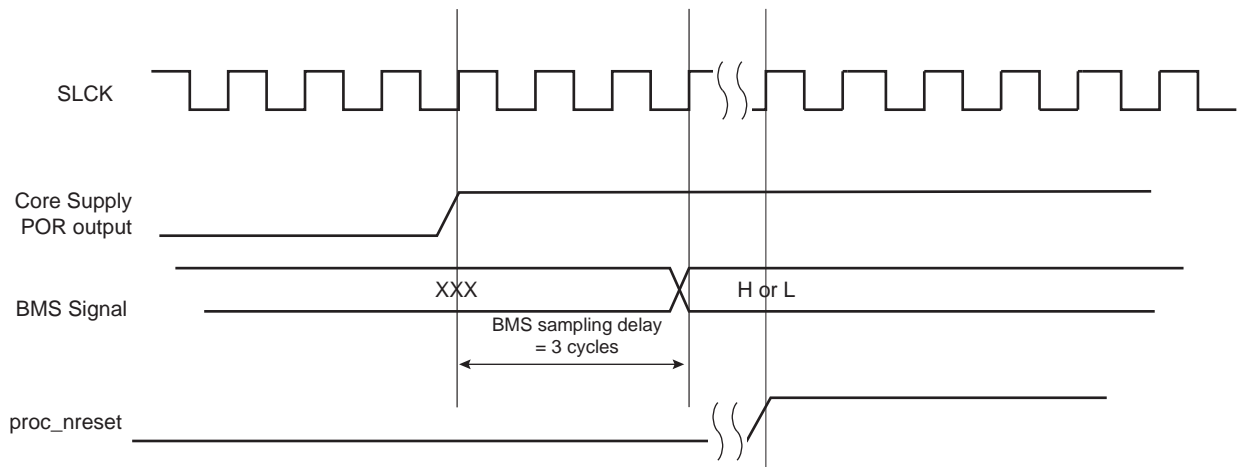 SLCK
Core Supply
POR output
BMS Signal
XXX
H or L
BMS sampling delay
= 3 cycles
proc_nreset